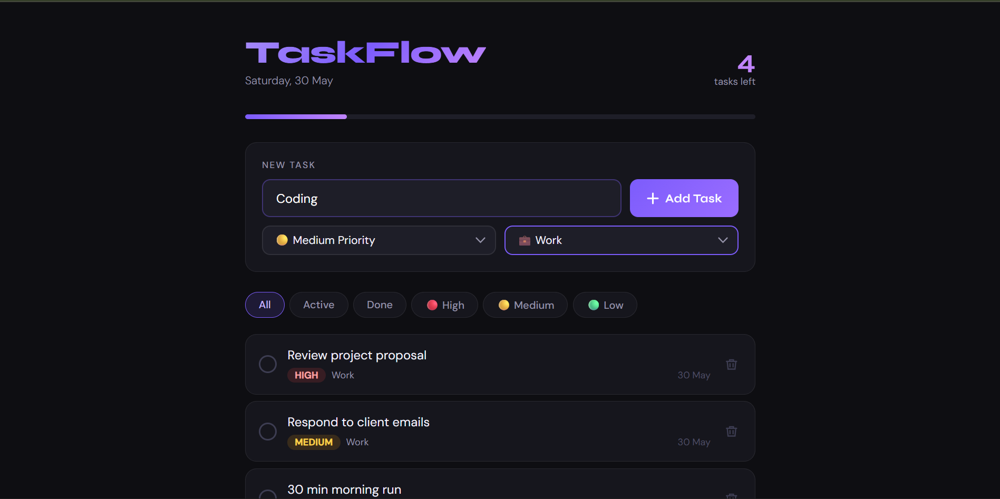 TaskFlow
Saturday, 30 May
4
tasks left
NEW TASK
Coding
+ Add Task
Medium Priority
Work
All
Active
Done
High
Medium
Low
Review project proposal
HIGH
Work
30 May
Respond to client emails
MEDIUM
Work
30 May
30 min morning run